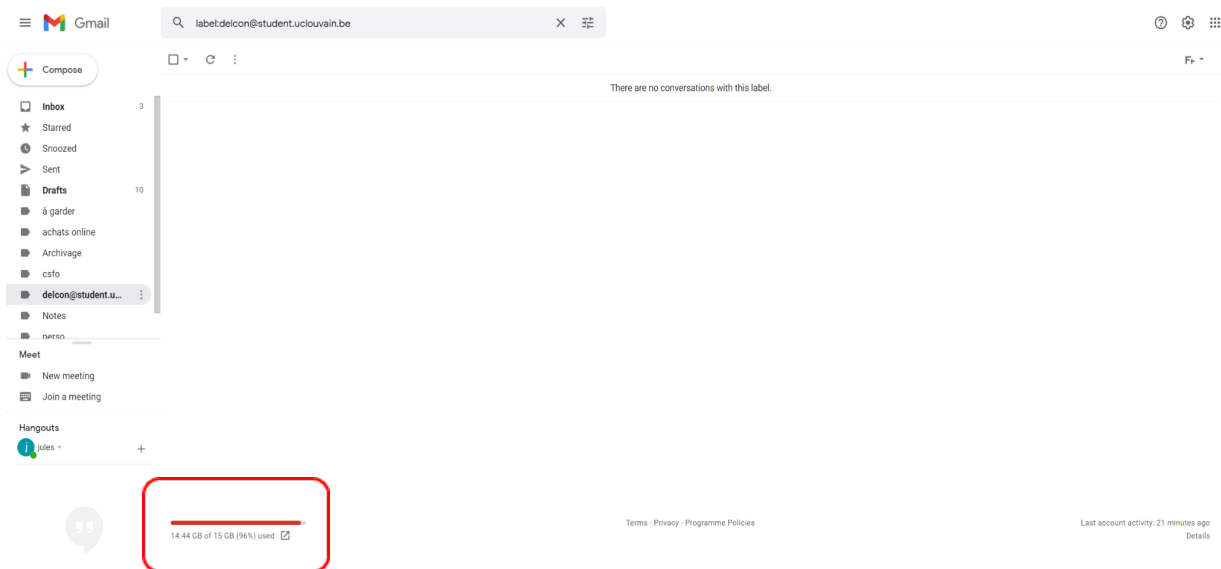 Gmail
label:delcon@student.uclouvain.be
Compose
There are no conversations with this label.
Inbox 3
Starred
Snoozed
Sent
Drafts 10
à garder
achats online
Archivage
csfo
delcon@student.u...
Notes
perso
Meet
New meeting
Join a meeting
Hangouts
j jules
14.44 GB of 15 GB (96%) used
Terms · Privacy · Programme Policies
Last account activity: 21 minutes ago
Details